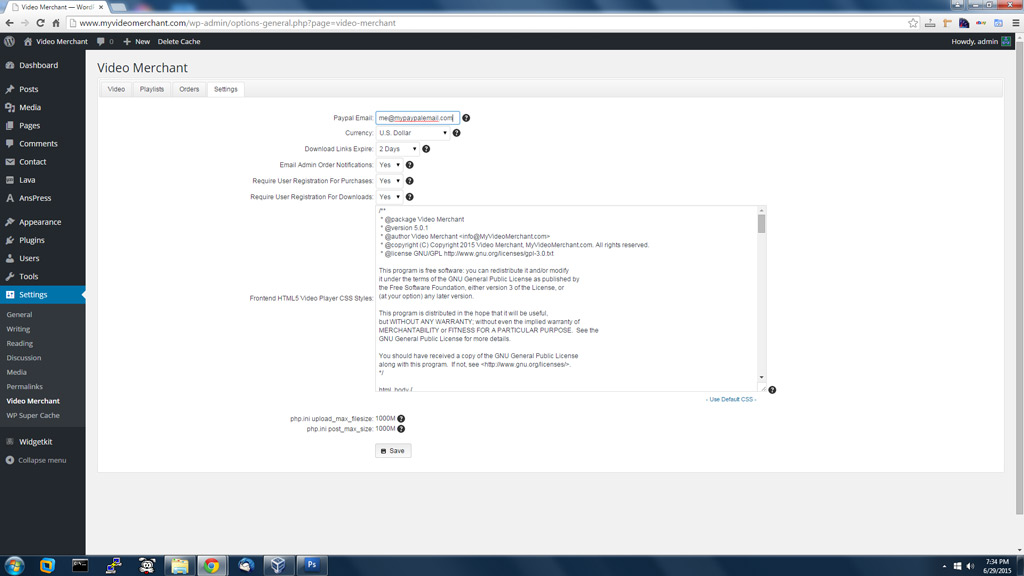 Video Merchant — WordP
www.myvideomerchant.com/wp-admin/options-general.php?page=video-merchant
Video Merchant 0 + New Delete Cache Howdy, admin
Dashboard
Posts
Media
Pages
Comments
Contact
Lava
AnsPress
Appearance
Plugins
Users
Tools
Settings
General
Writing
Reading
Discussion
Media
Permalinks
Video Merchant
WP Super Cache
Widgetkit
Collapse menu
Video Merchant
Video Playlists Orders Settings
Paypal Email: me@mypaypalemail.com
Currency: U.S. Dollar
Download Links Expire: 2 Days
Email Admin Order Notifications: Yes
Require User Registration For Purchases: Yes
Require User Registration For Downloads: Yes
Frontend HTML5 Video Player CSS Styles:
/**
* @package Video Merchant
* @version 5.0.1
* @author Video Merchant <info@MyVideoMerchant.com>
* @copyright (C) Copyright 2015 Video Merchant, MyVideoMerchant.com. All rights reserved.
* @license GNU/GPL http://www.gnu.org/licenses/gpl-3.0.txt
This program is free software: you can redistribute it and/or modify
it under the terms of the GNU General Public License as published by
the Free Software Foundation, either version 3 of the License, or
(at your option) any later version.
This program is distributed in the hope that it will be useful,
but WITHOUT ANY WARRANTY; without even the implied warranty of
MERCHANTABILITY or FITNESS FOR A PARTICULAR PURPOSE. See the
GNU General Public License for more details.
You should have received a copy of the GNU General Public License
along with this program. If not, see <http://www.gnu.org/licenses/>.
*/
html, body {
- Use Default CSS -
php.ini upload_max_filesize: 1000M
php.ini post_max_size: 1000M
Save
Ps
7:34 PM
6/29/2015